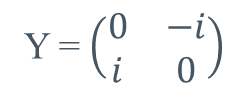 Y = (0 -i
i 0)